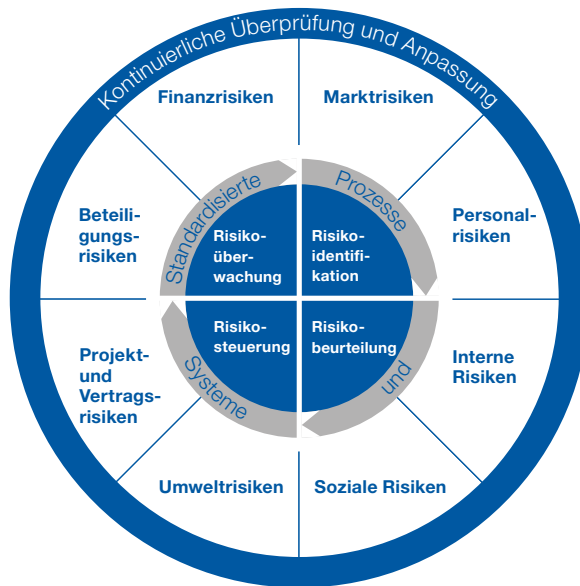 Kontinuierliche Überprüfung und Anpassung
Finanzrisiken
Marktrisiken
Personal-
risiken
Interne
Risiken
Soziale Risiken
Umweltrisiken
Projekt-
und
Vertrags-
risiken
Beteili-
gungs-
risiken
Standardisierte
Prozesse
und
Systeme
Risiko-
über-
wachung
Risiko-
identifi-
kation
Risiko-
beurteilung
Risiko-
steuerung